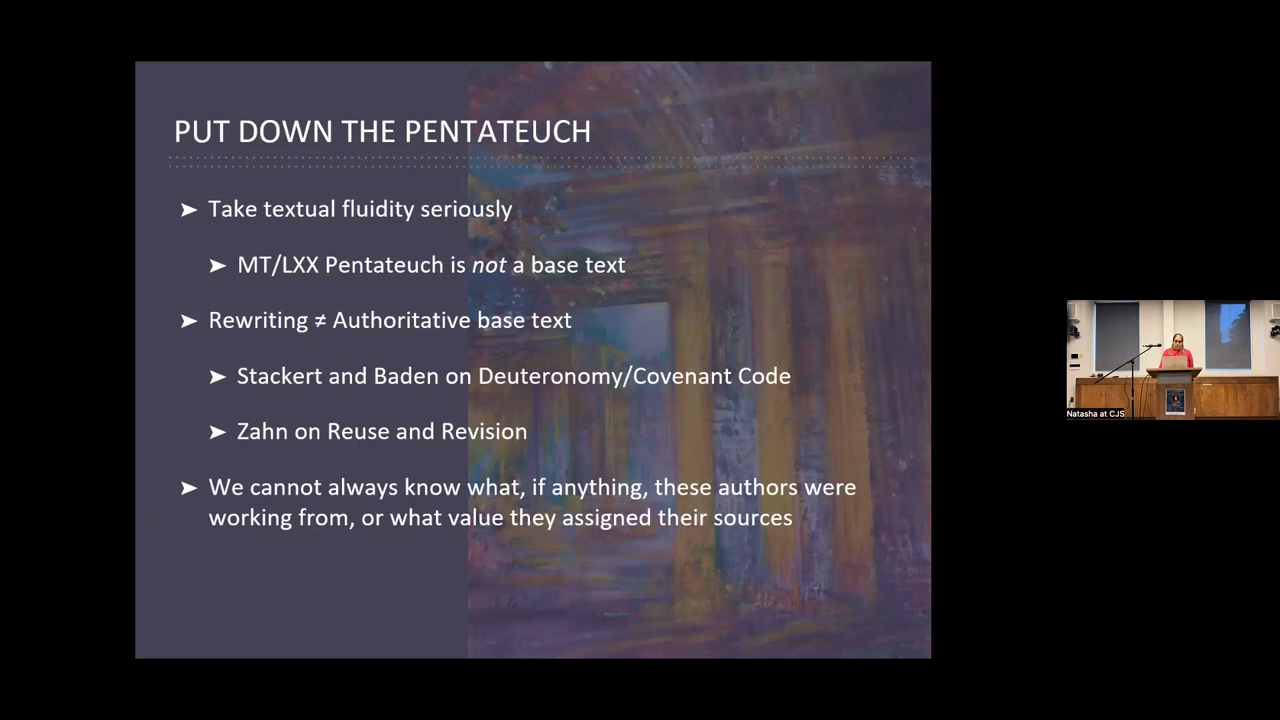 PUT DOWN THE PENTATEUCH
➤ Take textual fluidity seriously
➤ MT/LXX Pentateuch is not a base text
➤ Rewriting ≠ Authoritative base text
➤ Stackert and Baden on Deuteronomy/Covenant Code
➤ Zahn on Reuse and Revision
➤ We cannot always know what, if anything, these authors were
working from, or what value they assigned their sources
Natasha at CJS